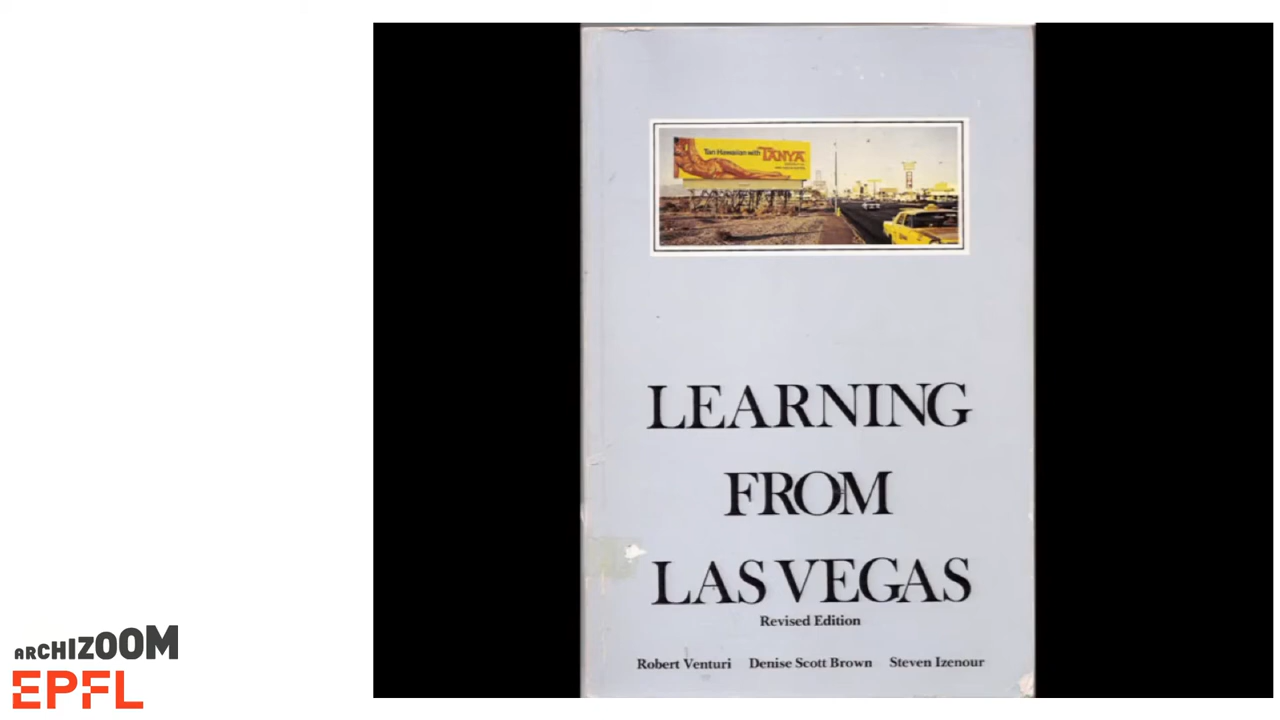 Tan Hawaiian with TANYA
LEARNING
FROM
LAS VEGAS
Revised Edition
Robert Venturi Denise Scott Brown Steven Izenour
ARCHIZOOM
EPFL